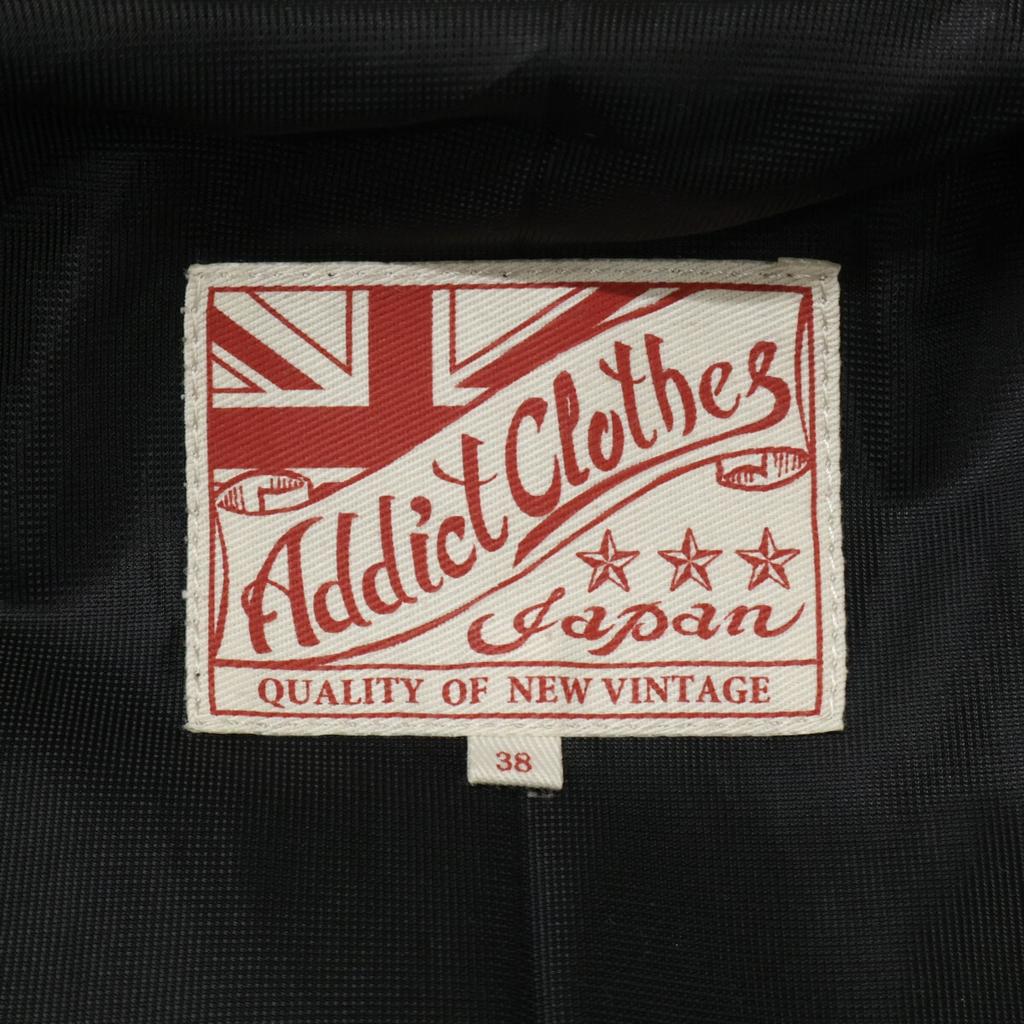 Addict Clothes
Japan
QUALITY OF NEW VINTAGE
38